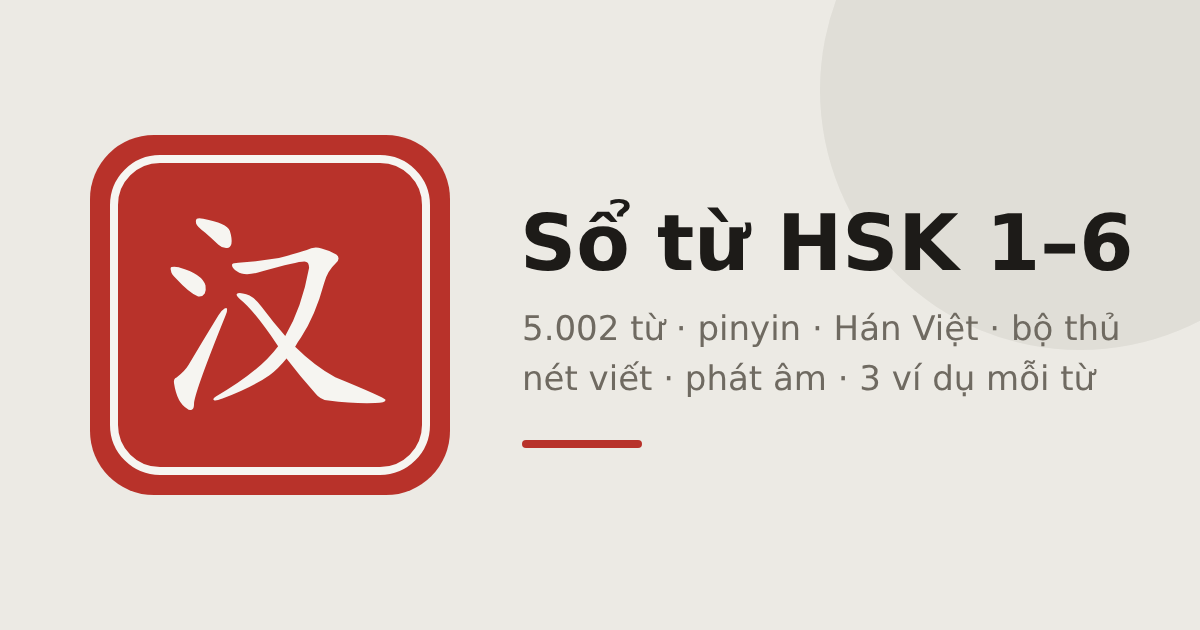 汉
Sổ từ HSK 1–6
5.002 từ · pinyin · Hán Việt · bộ thủ
nét viết · phát âm · 3 ví dụ mỗi từ